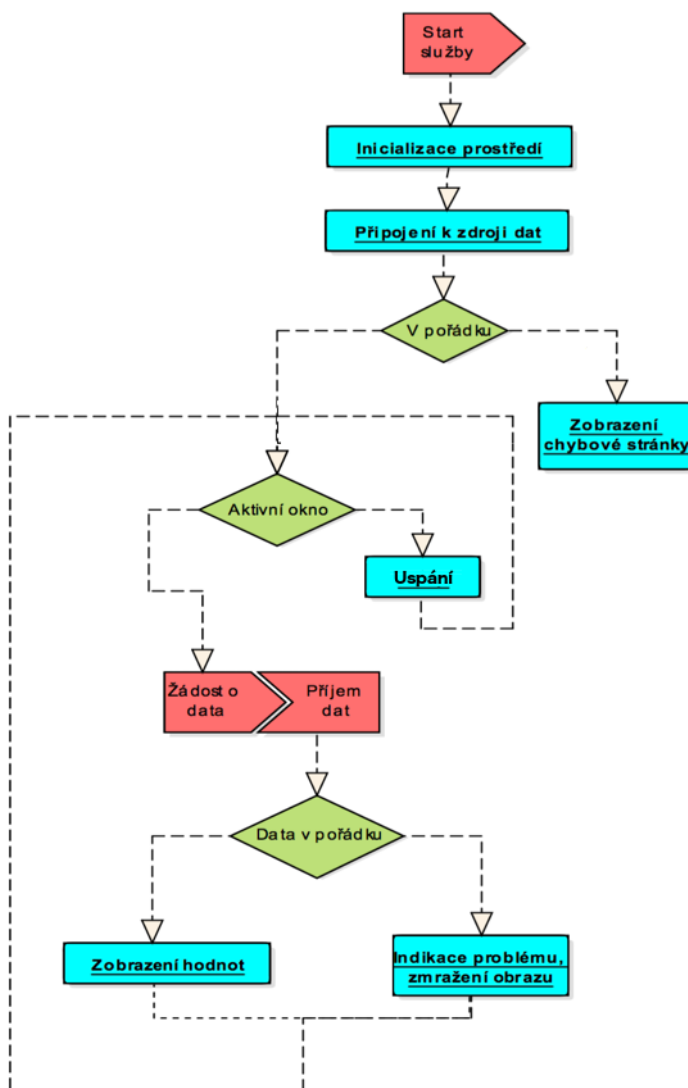 Start
služby
Inicializace prostředí
Připojení k zdroji dat
V pořádku
Zobrazení
chybové stránky
Aktivní okno
Uspání
Žádost o
data
Příjem
dat
Data v pořádku
Zobrazení hodnot
Indikace problému,
zmražení obrazu